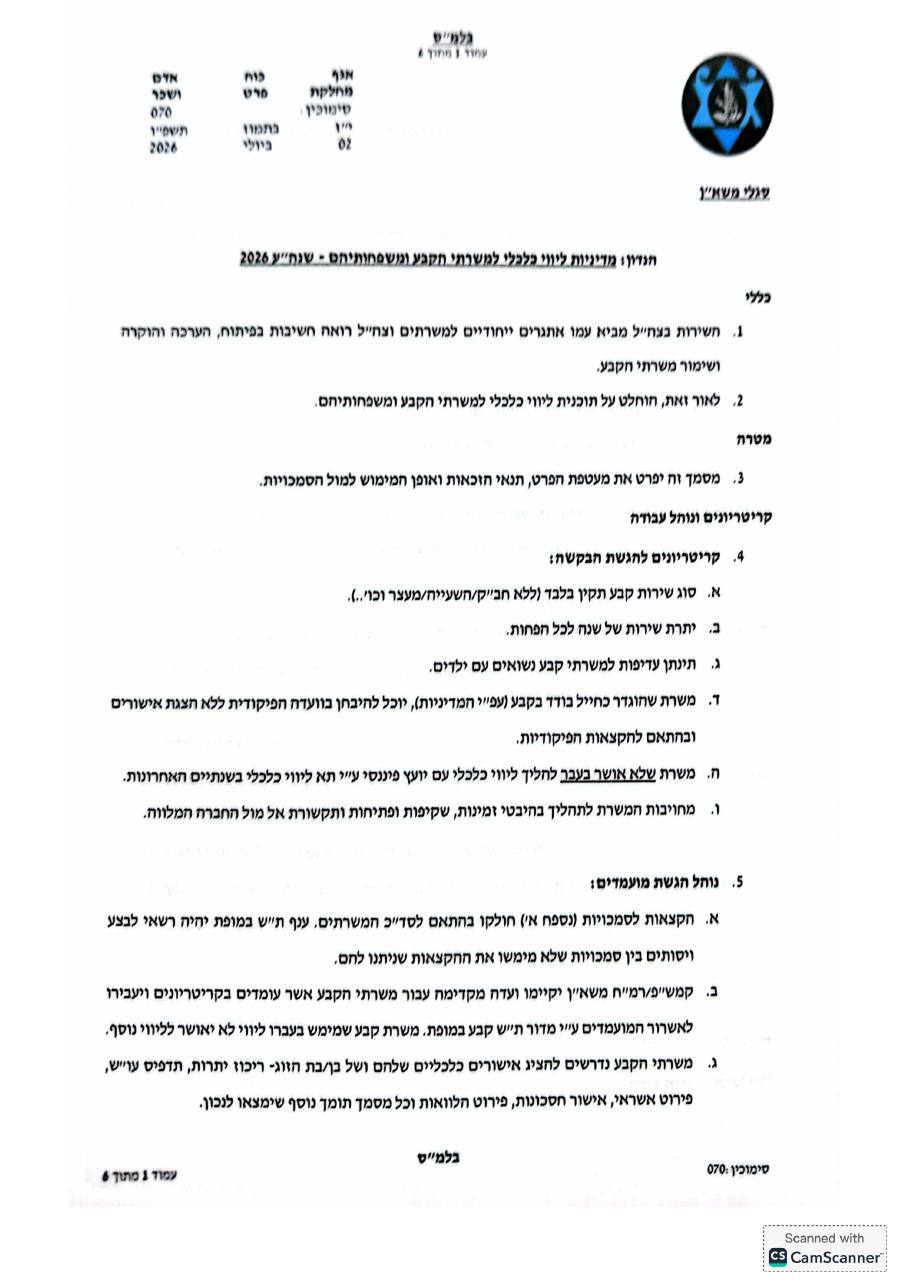 בלמ״ס
עמוד 1 מתוך 6
אגף כוח אדם
מחלקת פרט ושכר
סימוכין: 070
י״ז בתמוז תשפ״ו
02 ביולי 2026
סגלי משא״ן
הנדון: מדיניות ליווי כלכלי למשרתי הקבע ומשפחותיהם - שנה״ע 2026
כללי
1. השירות בצה״ל מביא עמו אתגרים ייחודיים למשרתים וצה״ל רואה חשיבות בפיתוח, הערכה והוקרה
ושימור משרתי הקבע.
2. לאור זאת, הוחלט על תוכנית ליווי כלכלי למשרתי הקבע ומשפחותיהם.
מטרה
3. מסמך זה יפרט את מעטפת הפרט, תנאי הזכאות ואופן המימוש למול הסמכויות.
קריטריונים ונוהל עבודה
4. קריטריונים להגשת הבקשה:
א. סוג שירות קבע תקין בלבד (ללא חב״ק/השעייה/מעצר וכו'..).
ב. יתרת שירות של שנה לכל הפחות.
ג. תינתן עדיפות למשרתי קבע נשואים עם ילדים.
ד. משרת שהוגדר כחייל בודד בקבע (עפ״י המדיניות), יוכל להיבחן בוועדה הפיקודית ללא הצגת אישורים
ובהתאם להקצאות הפיקודיות.
ה. משרת שלא אושר בעבר להליך ליווי כלכלי עם יועץ פיננסי ע״י תא ליווי כלכלי בשנתיים האחרונות.
ו. מחויבות המשרת לתהליך בהיבטי זמינות, שקיפות ופתיחות ותקשורת אל מול החברה המלווה.
5. נוהל הגשת מועמדים:
א. הקצאות לסמכויות (נספח א') חולקו בהתאם לסד״כ המשרתים. ענף ת״ש במופת יהיה רשאי לבצע
ויסותים בין סמכויות שלא מימשו את ההקצאות שניתנו להם.
ב. קמש״פ/רמ״ח משא״ן יקיימו ועדה מקדימה עבור משרתי הקבע אשר עומדים בקריטריונים ויעבירו
לאשרור המועמדים ע״י מדור ת״ש קבע במופת. משרת קבע שמימש בעברו ליווי לא יאושר לליווי נוסף.
ג. משרתי הקבע נדרשים להציג אישורים כלכליים שלהם ושל בן/בת הזוג- ריכוז יתרות, תדפיס עו״ש,
פירוט אשראי, אישור חסכונות, פירוט הלוואות וכל מסמך תומך נוסף שימצאו לנכון.
בלמ״ס
סימוכין: 070
עמוד 1 מתוך 6
Scanned with
CS CamScanner